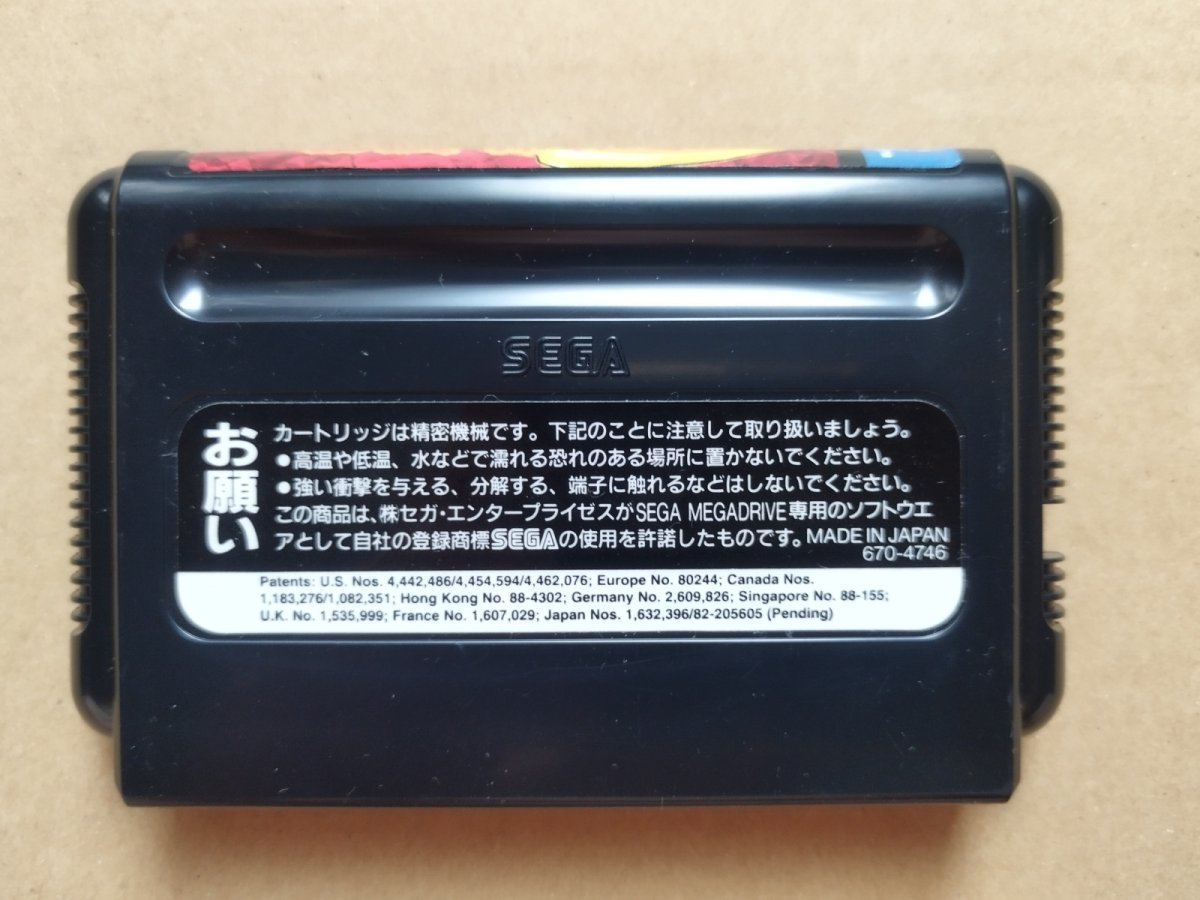 SEGA
お願い
カートリッジは精密機械です。下記のことに注意して取り扱いましょう。
●高温や低温、水などで濡れる恐れのある場所に置かないでください。
●強い衝撃を与える、分解する、端子に触れるなどはしないでください。
この商品は、㈱セガ・エンタープライゼスがSEGA MEGADRIVE専用のソフトウエ
アとして自社の登録商標SEGAの使用を許諾したものです。MADE IN JAPAN
670-4746
Patents: U.S. Nos. 4,442,486/4,454,594/4,462,076; Europe No. 80244; Canada Nos.
1,183,276/1,082,351; Hong Kong No. 88-4302; Germany No. 2,609,826; Singapore No. 88-155;
U.K. No. 1,535,999; France No. 1,607,029; Japan Nos. 1,632,396/82-205605 (Pending)